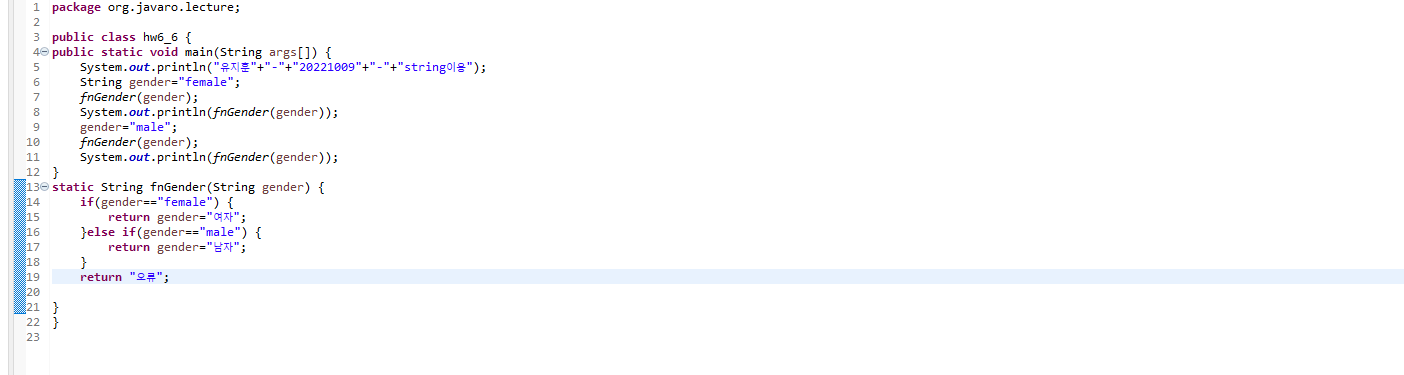 1 package org.javaro.lecture;
2
3 public class hw6_6 {
4 public static void main(String args[]) {
5 System.out.println("유지훈"+"-"+"20221009"+"-"+"string이용");
6 String gender="female";
7 fnGender(gender);
8 System.out.println(fnGender(gender));
9 gender="male";
10 fnGender(gender);
11 System.out.println(fnGender(gender));
12 }
13 static String fnGender(String gender) {
14 if(gender=="female") {
15 return gender="여자";
16 }else if(gender=="male") {
17 return gender="남자";
18 }
19 return "오류";
20
21 }
22 }
23